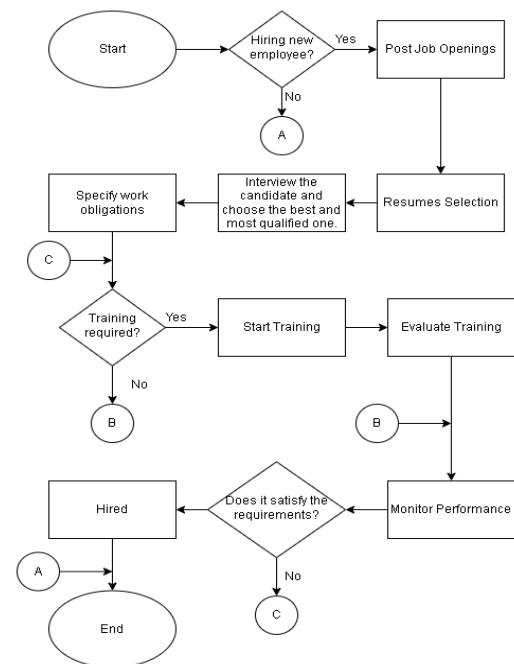 Start
Hiring new
employee?
Yes
Post Job Openings
No
A
Specify work
obligations
Interview the
candidate and
choose the best and
most qualified one.
Resumes Selection
C
Training
required?
Yes
Start Training
Evaluate Training
No
B
B
Hired
Does it satisfy the
requirements?
Monitor Performance
A
No
C
End